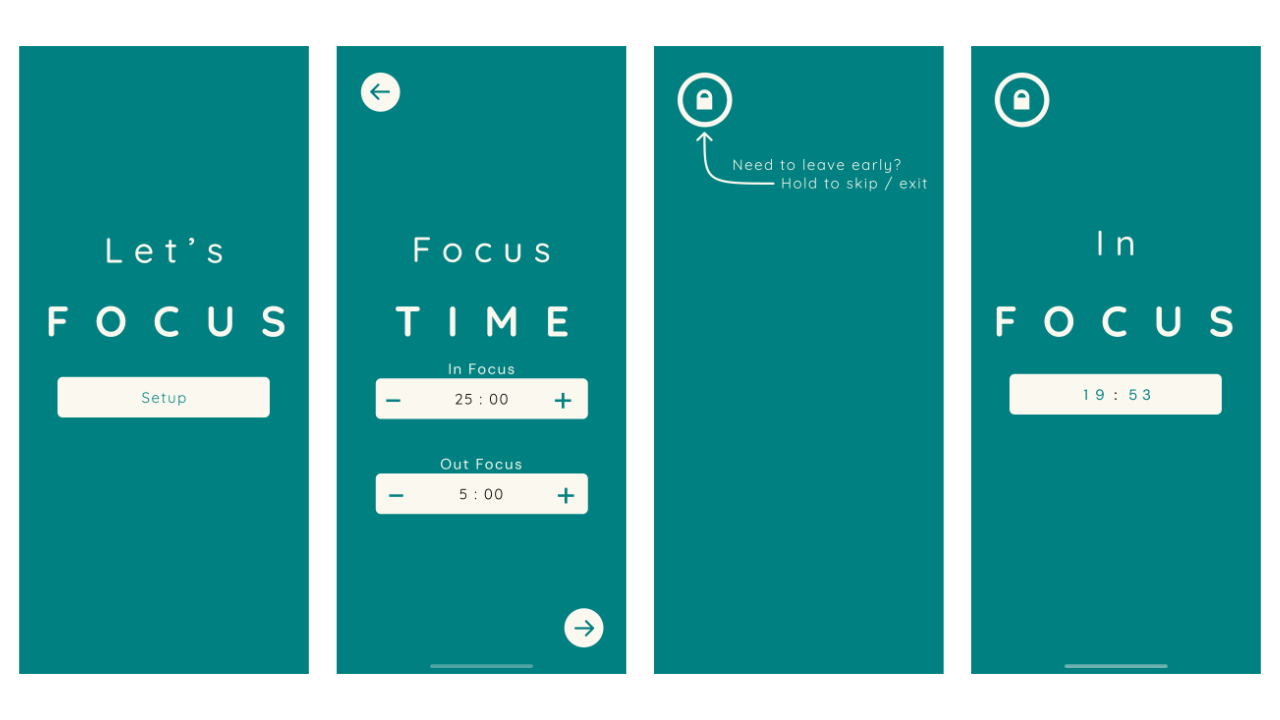 Let's
FOCUS
Setup
Focus
TIME
In Focus
− 25 : 00 +
Out Focus
− 5 : 00 +
Need to leave early?
Hold to skip / exit
In
FOCUS
19 : 53